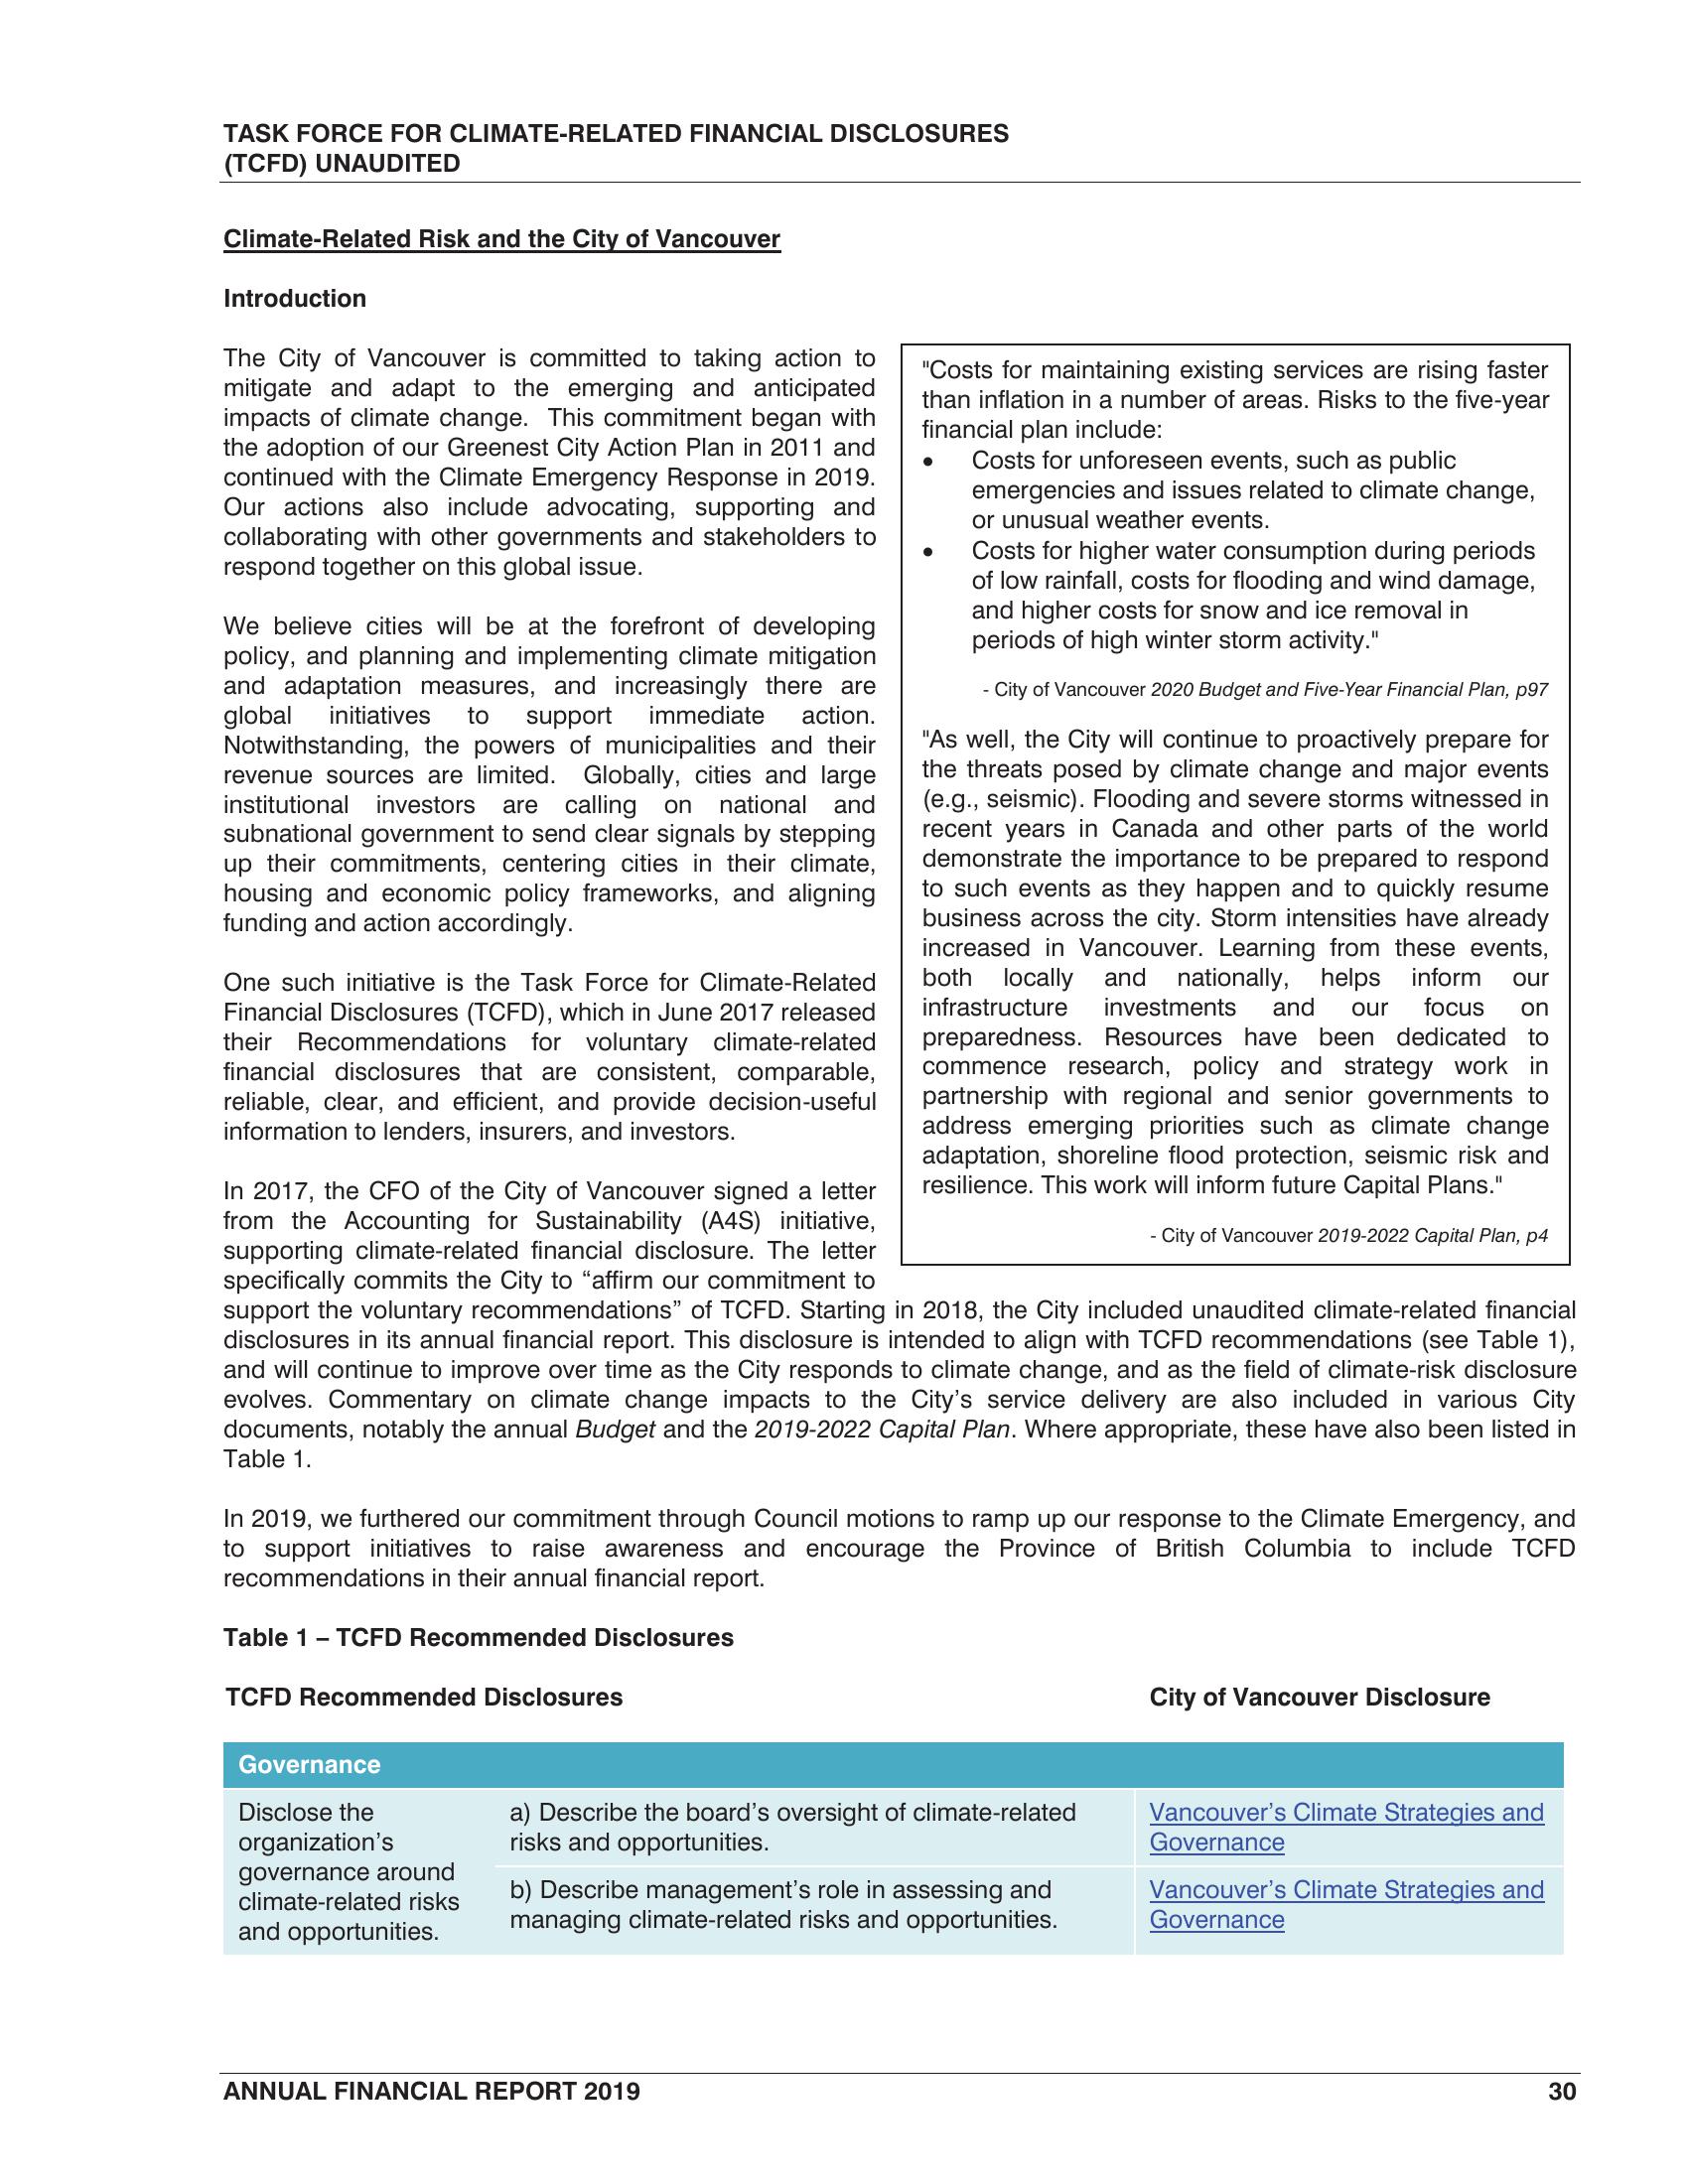 TASK FORCE FOR CLIMATE-RELATED FINANCIAL DISCLOSURES
(TCFD) UNAUDITED
Climate-Related Risk and the City of Vancouver
Introduction
The City of Vancouver is committed to taking action to
mitigate and adapt to the emerging and anticipated
impacts of climate change. This commitment began with
the adoption of our Greenest City Action Plan in 2011 and
continued with the Climate Emergency Response in 2019.
Our actions also include advocating, supporting and
collaborating with other governments and stakeholders to
respond together on this global issue.
We believe cities will be at the forefront of developing
policy, and planning and implementing climate mitigation
and adaptation measures, and increasingly there are
global initiatives to support immediate action.
Notwithstanding, the powers of municipalities and their
revenue sources are limited. Globally, cities and large
institutional investors are calling on national and
subnational government to send clear signals by stepping
up their commitments, centering cities in their climate,
housing and economic policy frameworks, and aligning
funding and action accordingly.
One such initiative is the Task Force for Climate-Related
Financial Disclosures (TCFD), which in June 2017 released
their Recommendations for voluntary climate-related
financial disclosures that are consistent, comparable,
reliable, clear, and efficient, and provide decision-useful
information to lenders, insurers, and investors.
In 2017, the CFO of the City of Vancouver signed a letter
from the Accounting for Sustainability (A4S) initiative,
supporting climate-related financial disclosure. The letter
specifically commits the City to “affirm our commitment to
support the voluntary recommendations” of TCFD. Starting in 2018, the City included unaudited climate-related financial
disclosures in its annual financial report. This disclosure is intended to align with TCFD recommendations (see Table 1),
and will continue to improve over time as the City responds to climate change, and as the field of climate-risk disclosure
evolves. Commentary on climate change impacts to the City’s service delivery are also included in various City
documents, notably the annual Budget and the 2019-2022 Capital Plan. Where appropriate, these have also been listed in
Table 1.
"Costs for maintaining existing services are rising faster
than inflation in a number of areas. Risks to the five-year
financial plan include:
• Costs for unforeseen events, such as public
emergencies and issues related to climate change,
or unusual weather events.
• Costs for higher water consumption during periods
of low rainfall, costs for flooding and wind damage,
and higher costs for snow and ice removal in
periods of high winter storm activity."
- City of Vancouver 2020 Budget and Five-Year Financial Plan, p97
"As well, the City will continue to proactively prepare for
the threats posed by climate change and major events
(e.g., seismic). Flooding and severe storms witnessed in
recent years in Canada and other parts of the world
demonstrate the importance to be prepared to respond
to such events as they happen and to quickly resume
business across the city. Storm intensities have already
increased in Vancouver. Learning from these events,
both locally and nationally, helps inform our
infrastructure investments and our focus on
preparedness. Resources have been dedicated to
commence research, policy and strategy work in
partnership with regional and senior governments to
address emerging priorities such as climate change
adaptation, shoreline flood protection, seismic risk and
resilience. This work will inform future Capital Plans."
- City of Vancouver 2019-2022 Capital Plan, p4
In 2019, we furthered our commitment through Council motions to ramp up our response to the Climate Emergency, and
to support initiatives to raise awareness and encourage the Province of British Columbia to include TCFD
recommendations in their annual financial report.
Table 1 – TCFD Recommended Disclosures
TCFD Recommended Disclosures City of Vancouver Disclosure
Governance
Disclose the
organization’s
governance around
climate-related risks
and opportunities.
a) Describe the board’s oversight of climate-related
risks and opportunities.
Vancouver’s Climate Strategies and
Governance
b) Describe management’s role in assessing and
managing climate-related risks and opportunities.
Vancouver’s Climate Strategies and
Governance
ANNUAL FINANCIAL REPORT 2019 30